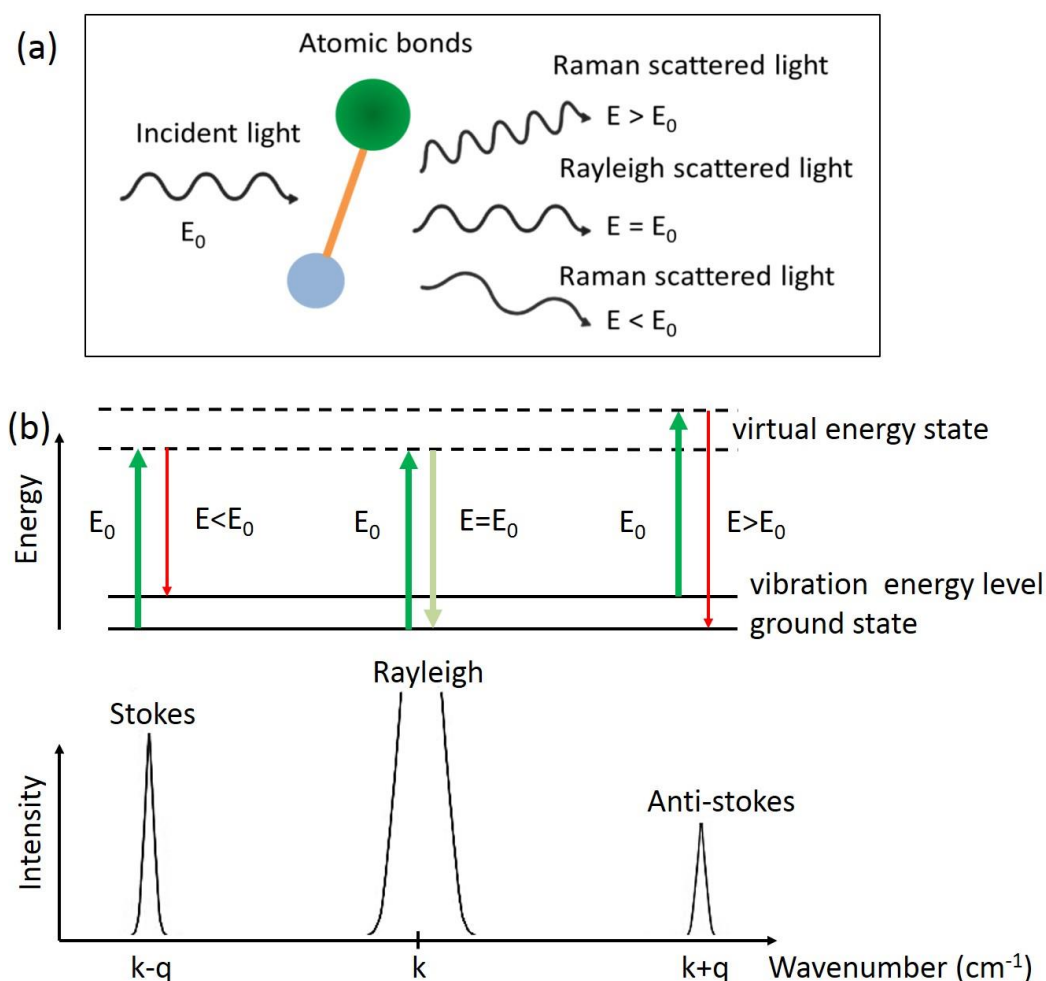 (a)
Atomic bonds
Raman scattered light
E > E₀
Incident light
E₀
Rayleigh scattered light
E = E₀
Raman scattered light
E < E₀
(b)
virtual energy state
Energy
E₀
E<E₀
E₀
E=E₀
E₀
E>E₀
vibration energy level
ground state
Rayleigh
Stokes
Anti-stokes
Intensity
k-q
k
k+q
Wavenumber (cm⁻¹)